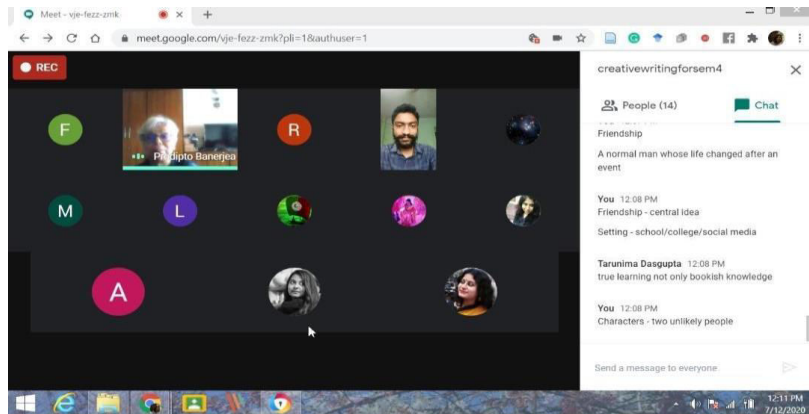 Meet - vje-fezz-zmk
meet.google.com/vje-fezz-zmk?pli=1&authuser=1
REC
creativewritingforsem4
People (14)
Chat
Friendship
A normal man whose life changed after an
event
You 12:08 PM
Friendship - central idea
Setting - school/college/social media
Tarunima Dasgupta 12:08 PM
true learning not only bookish knowledge
You 12:08 PM
Characters - two unlikely people
Send a message to everyone
F
Banerjea
R
M
L
A
12:11 PM
7/12/2020